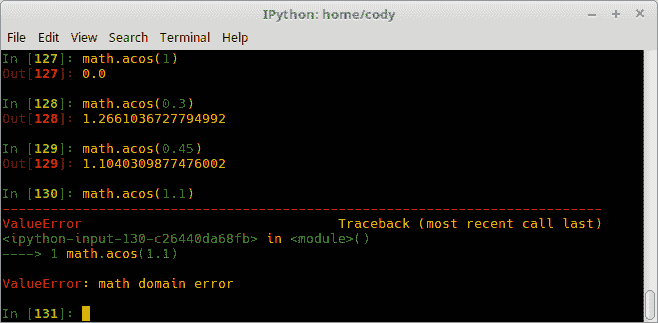 IPython: home/cody
File Edit View Search Terminal Help
In [127]: math.acos(1)
Out[127]: 0.0
In [128]: math.acos(0.3)
Out[128]: 1.2661036727794992
In [129]: math.acos(0.45)
Out[129]: 1.1040309877476002
In [130]: math.acos(1.1)
---------------------------------------------------------------------------
ValueError                                Traceback (most recent call last)
<ipython-input-130-c26440da68fb> in <module>()
----> 1 math.acos(1.1)
ValueError: math domain error
In [131]: